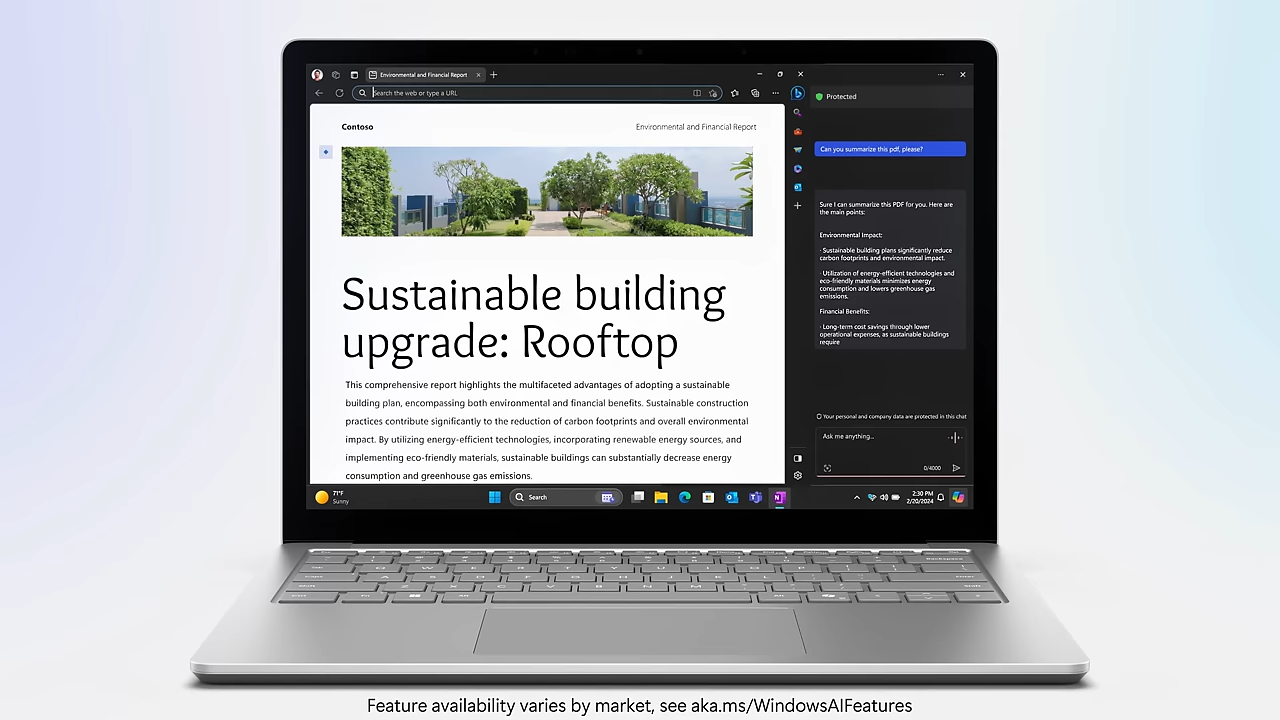 Environmental and Financial Report
Search the web or type a URL
Protected
Contoso
Environmental and Financial Report
Can you summarize this pdf, please?
Sustainable building
upgrade: Rooftop
This comprehensive report highlights the multifaceted advantages of adopting a sustainable
building plan, encompassing both environmental and financial benefits. Sustainable construction
practices contribute significantly to the reduction of carbon footprints and overall environmental
impact. By utilizing energy-efficient technologies, incorporating renewable energy sources, and
implementing eco-friendly materials, sustainable buildings can substantially decrease energy
consumption and greenhouse gas emissions.
Sure I can summarize this PDF for you. Here are
the main points:
Environmental Impact:
· Sustainable building plans significantly reduce
carbon footprints and environmental impact.
· Utilization of energy-efficient technologies and
eco-friendly materials minimizes energy
consumption and lowers greenhouse gas
emissions.
Financial Benefits:
· Long-term cost savings through lower
operational expenses, as sustainable buildings
require
Your personal and company data are protected in this chat
Ask me anything...
0/4000
71°F
Sunny
Search
2:30 PM
2/20/2024
Feature availability varies by market, see aka.ms/WindowsAIFeatures